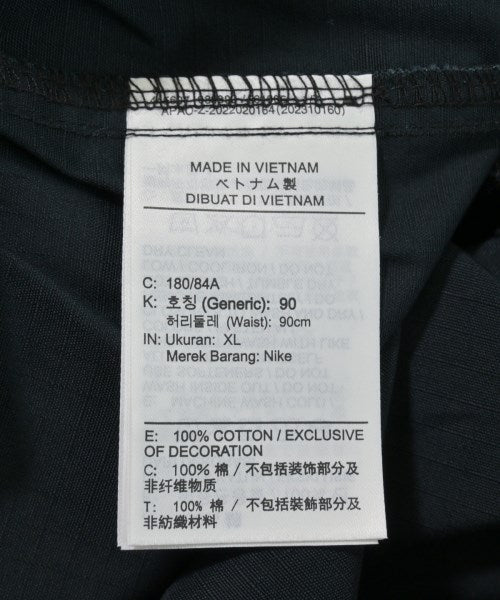 APAC-Z-2022020164 (202310160)
MADE IN VIETNAM
ベトナム製
DIBUAT DI VIETNAM
C: 180/84A
K: 호칭 (Generic): 90
허리둘레 (Waist): 90cm
IN: Ukuran: XL
Merek Barang: Nike
E: 100% COTTON / EXCLUSIVE
OF DECORATION
C: 100% 棉 / 不包括装饰部分及
非纤维物质
T: 100% 棉 / 不包括裝飾部分及
非紡織材料